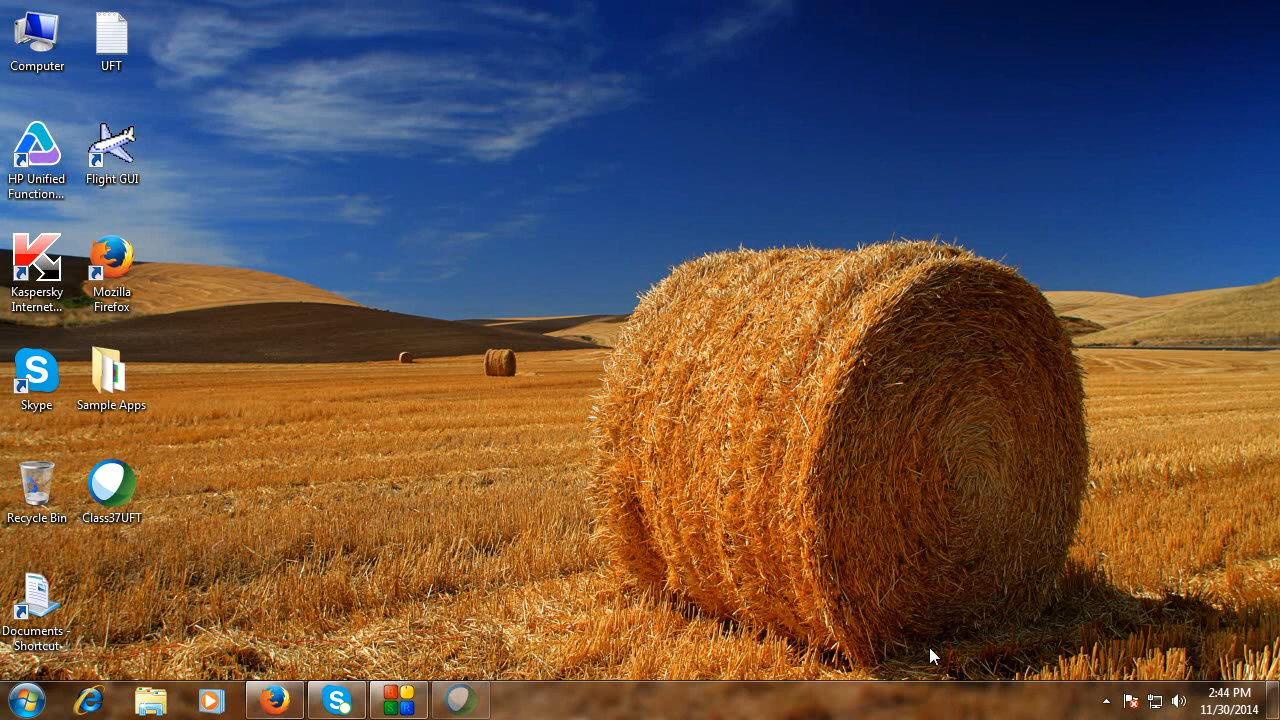 Computer
UFT
HP Unified
Function...
Flight GUI
Kaspersky
Internet...
Mozilla
Firefox
Skype
Sample Apps
Recycle Bin
Class37UFT
Documents -
Shortcut
2:44 PM
11/30/2014